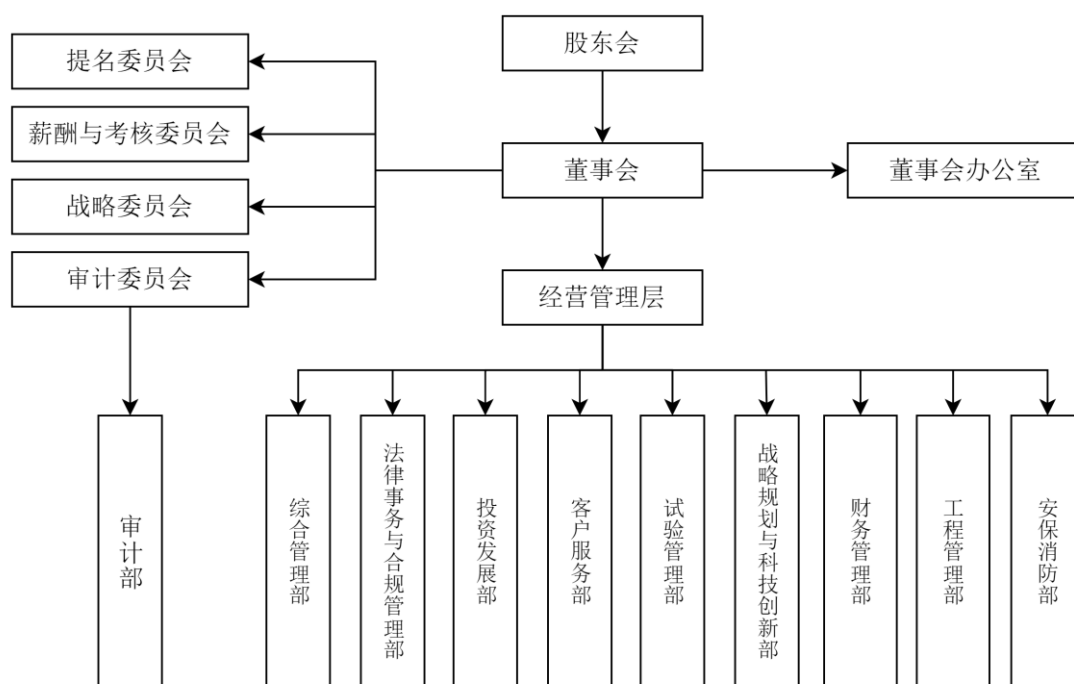 股东会
提名委员会
薪酬与考核委员会
董事会
董事会办公室
战略委员会
审计委员会
经营管理层
审计部
综合管理部
法律事务与合规管理部
投资发展部
客户服务部
试验管理部
战略规划与科技创新部
财务管理部
工程管理部
安保消防部